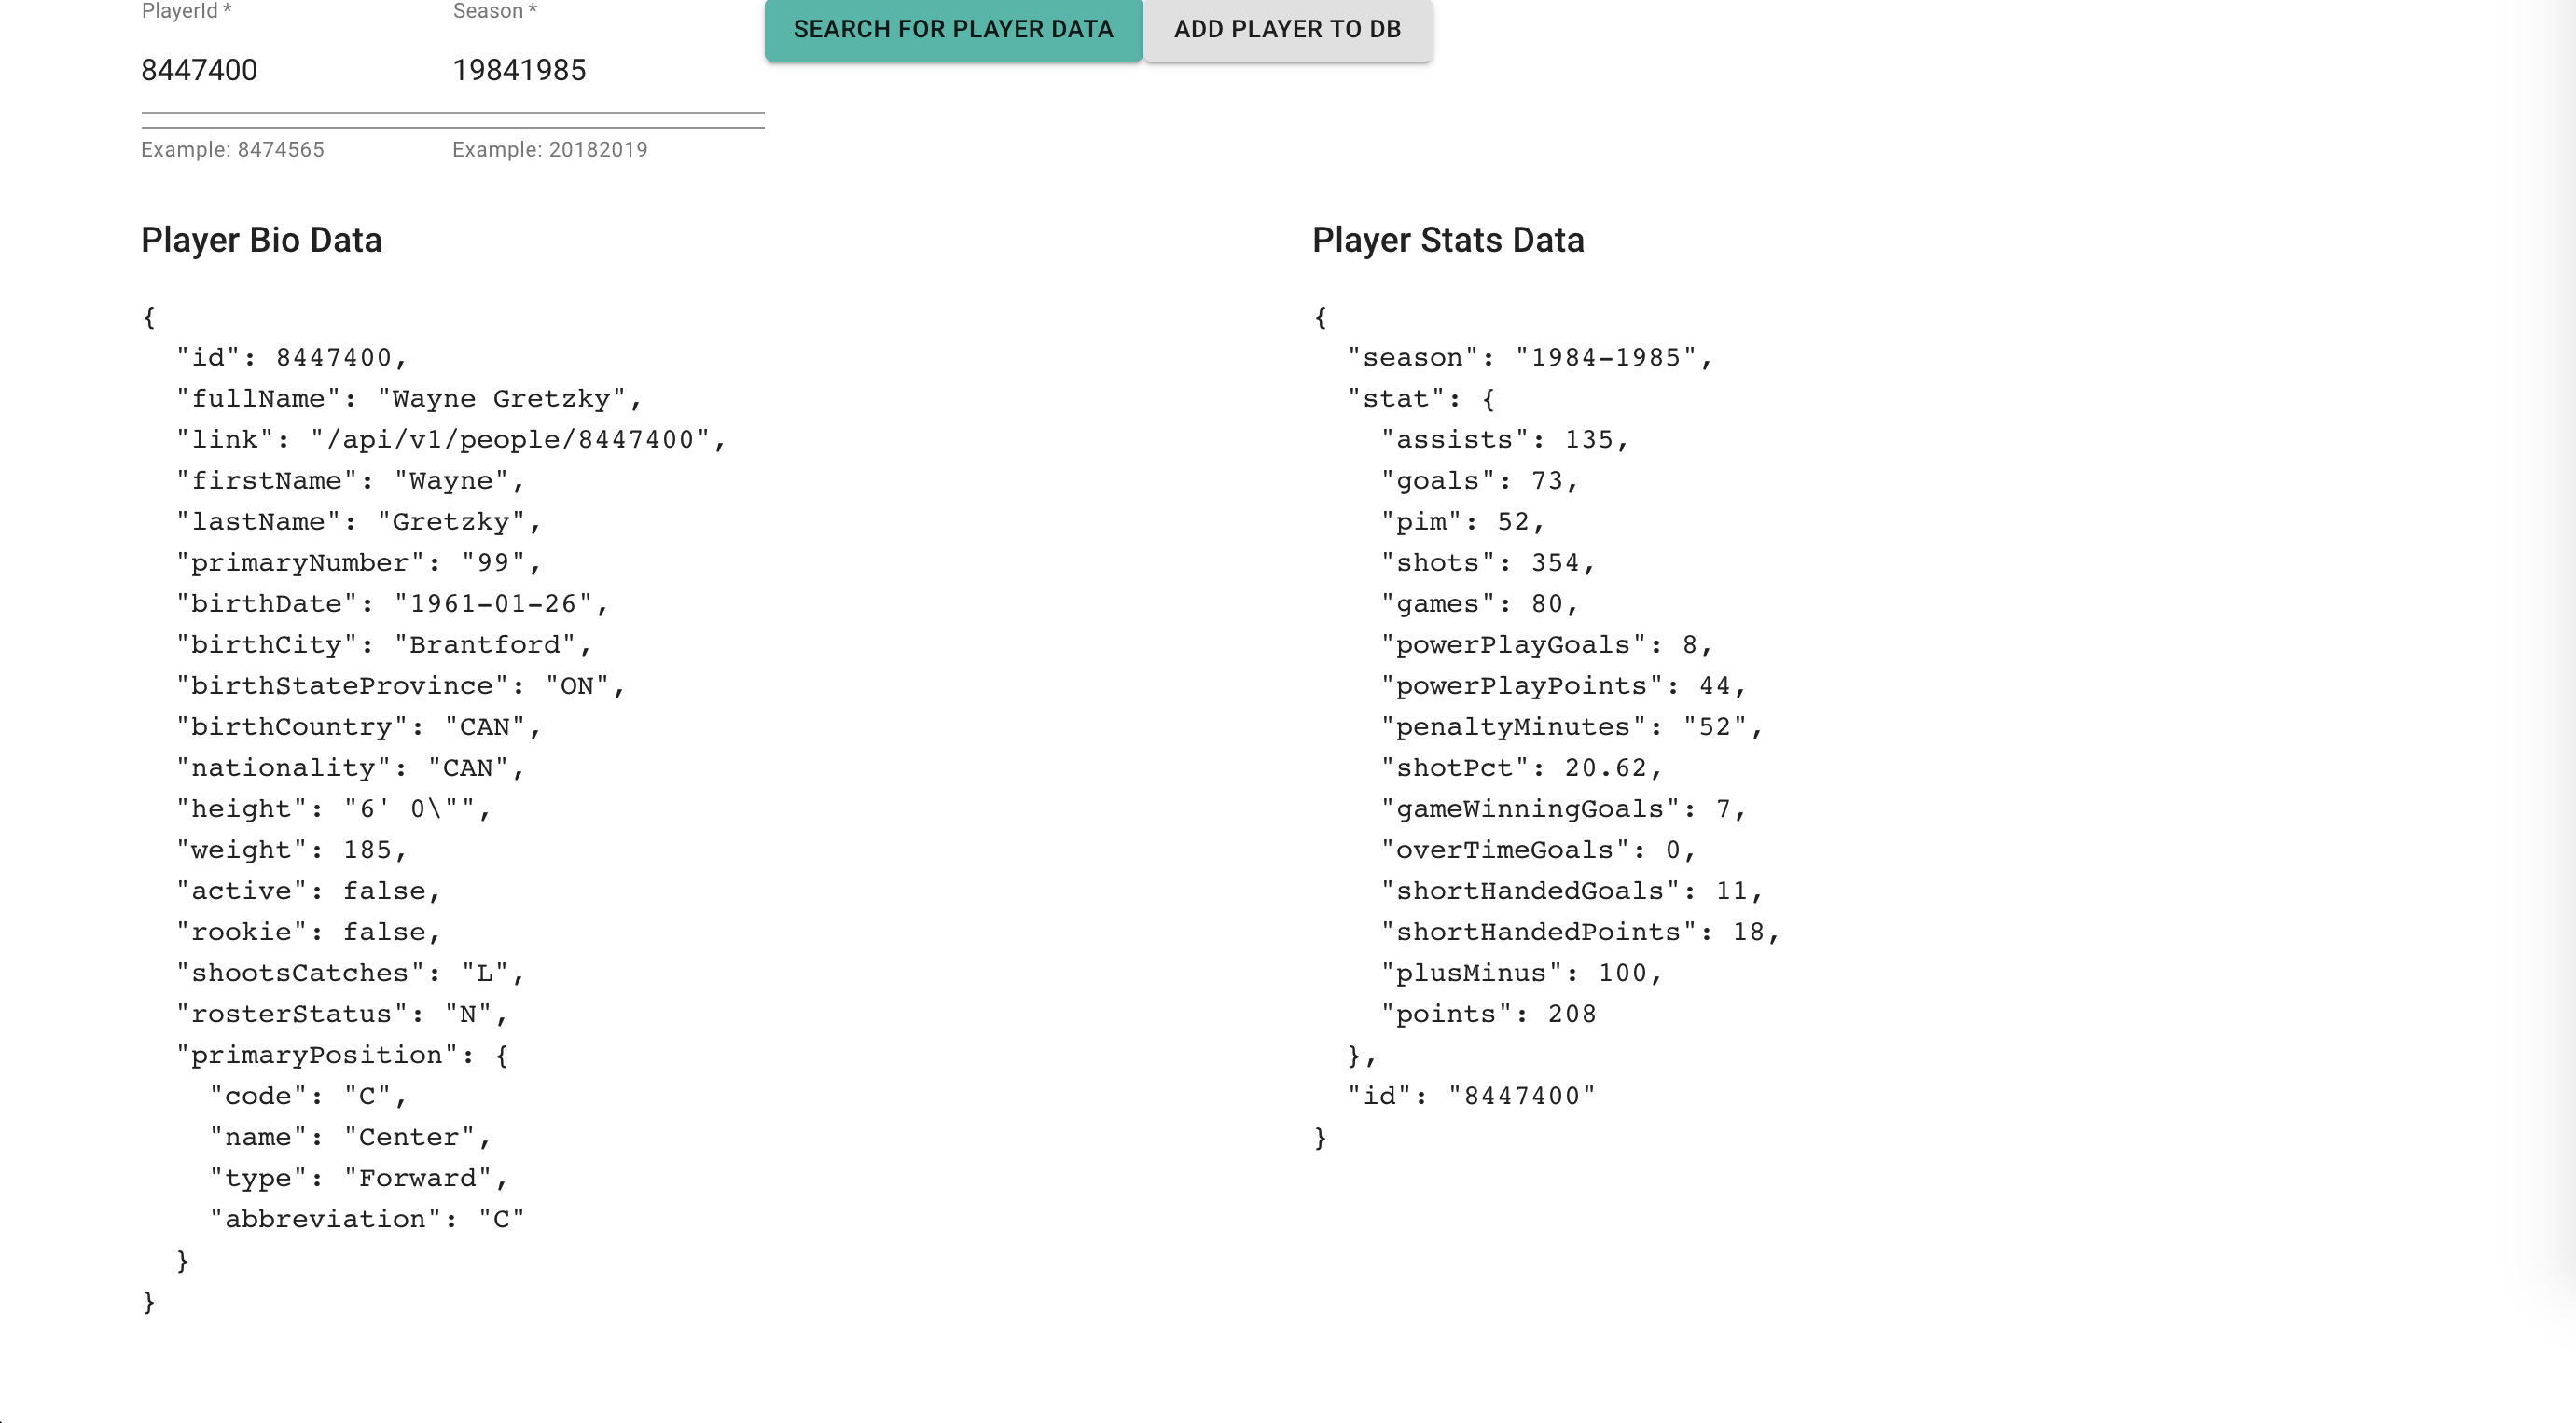 PlayerId *
Season *
SEARCH FOR PLAYER DATA
ADD PLAYER TO DB
8447400
19841985
Example: 8474565
Example: 20182019
Player Bio Data
{
"id": 8447400,
"fullName": "Wayne Gretzky",
"link": "/api/v1/people/8447400",
"firstName": "Wayne",
"lastName": "Gretzky",
"primaryNumber": "99",
"birthDate": "1961-01-26",
"birthCity": "Brantford",
"birthStateProvince": "ON",
"birthCountry": "CAN",
"nationality": "CAN",
"height": "6' 0\"",
"weight": 185,
"active": false,
"rookie": false,
"shootsCatches": "L",
"rosterStatus": "N",
"primaryPosition": {
"code": "C",
"name": "Center",
"type": "Forward",
"abbreviation": "C"
}
}
Player Stats Data
{
"season": "1984-1985",
"stat": {
"assists": 135,
"goals": 73,
"pim": 52,
"shots": 354,
"games": 80,
"powerPlayGoals": 8,
"powerPlayPoints": 44,
"penaltyMinutes": "52",
"shotPct": 20.62,
"gameWinningGoals": 7,
"overTimeGoals": 0,
"shortHandedGoals": 11,
"shortHandedPoints": 18,
"plusMinus": 100,
"points": 208
},
"id": "8447400"
}